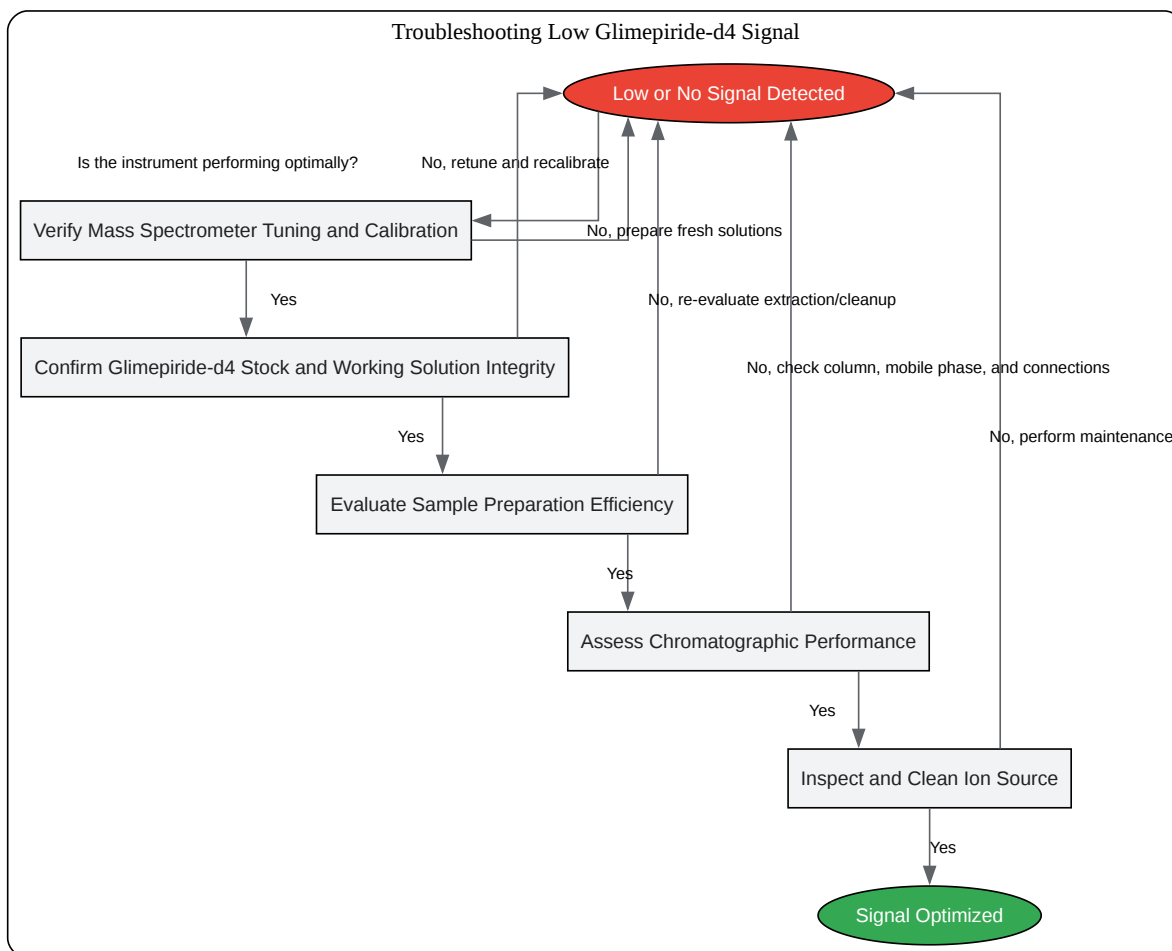 Troubleshooting Low Glimepiride-d4 Signal
Low or No Signal Detected
Is the instrument performing optimally?
No, retune and recalibrate
Verify Mass Spectrometer Tuning and Calibration
No, prepare fresh solutions
Yes
No, re-evaluate extraction/cleanup
Confirm Glimepiride-d4 Stock and Working Solution Integrity
No, check column, mobile phase, and connections
Yes
No, perform maintenance
Evaluate Sample Preparation Efficiency
Yes
Assess Chromatographic Performance
Yes
Inspect and Clean Ion Source
Yes
Signal Optimized